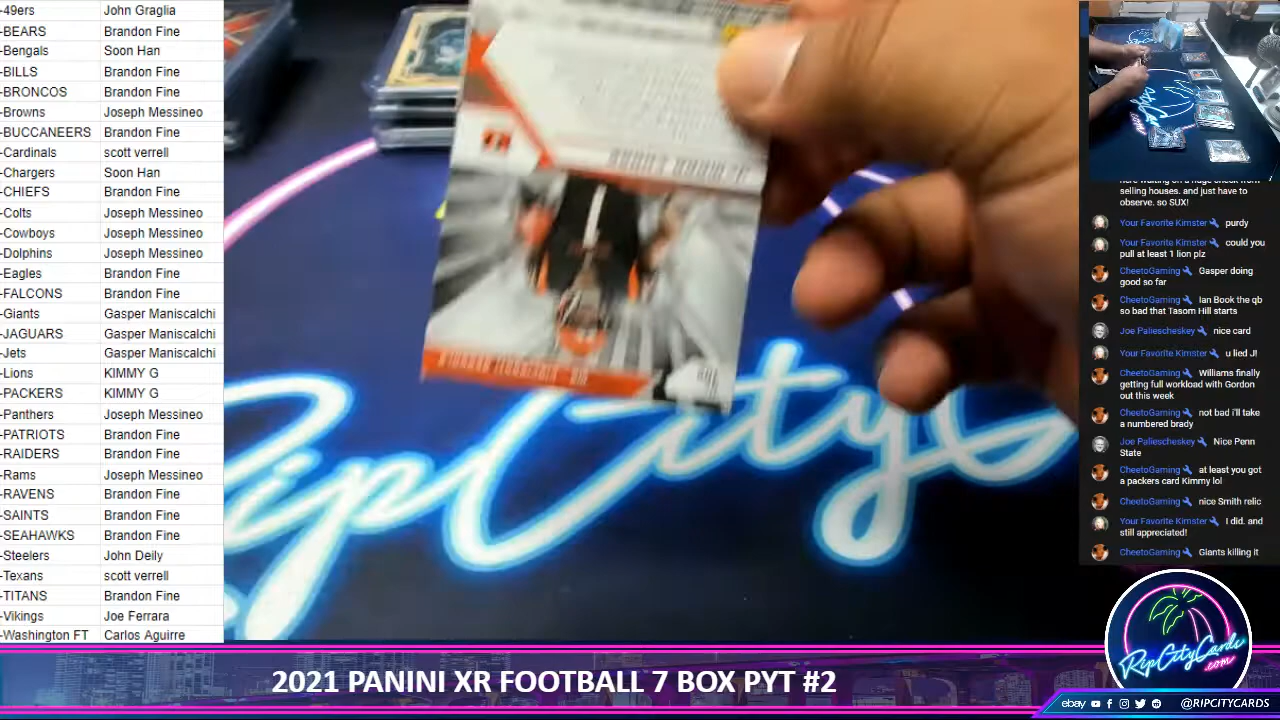 -49ers John Graglia
-BEARS Brandon Fine
-Bengals Soon Han
-BILLS Brandon Fine
-BRONCOS Brandon Fine
-Browns Joseph Messineo
-BUCCANEERS Brandon Fine
-Cardinals scott verrell
-Chargers Soon Han
-CHIEFS Brandon Fine
-Colts Joseph Messineo
-Cowboys Joseph Messineo
-Dolphins Joseph Messineo
-Eagles Brandon Fine
-FALCONS Brandon Fine
-Giants Gasper Maniscalchi
-JAGUARS Gasper Maniscalchi
-Jets Gasper Maniscalchi
-Lions KIMMY G
-PACKERS KIMMY G
-Panthers Joseph Messineo
-PATRIOTS Brandon Fine
-RAIDERS Brandon Fine
-Rams Joseph Messineo
-RAVENS Brandon Fine
-SAINTS Brandon Fine
-SEAHAWKS Brandon Fine
-Steelers John Deily
-Texans scott verrell
-TITANS Brandon Fine
-Vikings Joe Ferrara
-Washington FT Carlos Aguirre
RipCity
selling houses. and just have to
observe. so SUX!
Your Favorite Kimster purdy
Your Favorite Kimster could you
pull at least 1 lion plz
CheetoGaming Gasper doing
good so far
CheetoGaming Ian Book the qb
so bad that Tasom Hill starts
Joe Paliescheskey nice card
Your Favorite Kimster u lied J!
CheetoGaming Williams finally
getting full workload with Gordon
out this week
CheetoGaming not bad i'll take
a numbered brady
Joe Paliescheskey Nice Penn
State
CheetoGaming at least you got
a packers card Kimmy lol
CheetoGaming nice Smith relic
Your Favorite Kimster I did. and
still appreciated!
CheetoGaming Giants killing it
RipCityCards
.com
2021 PANINI XR FOOTBALL 7 BOX PYT #2
ebay @RIPCITYCARDS